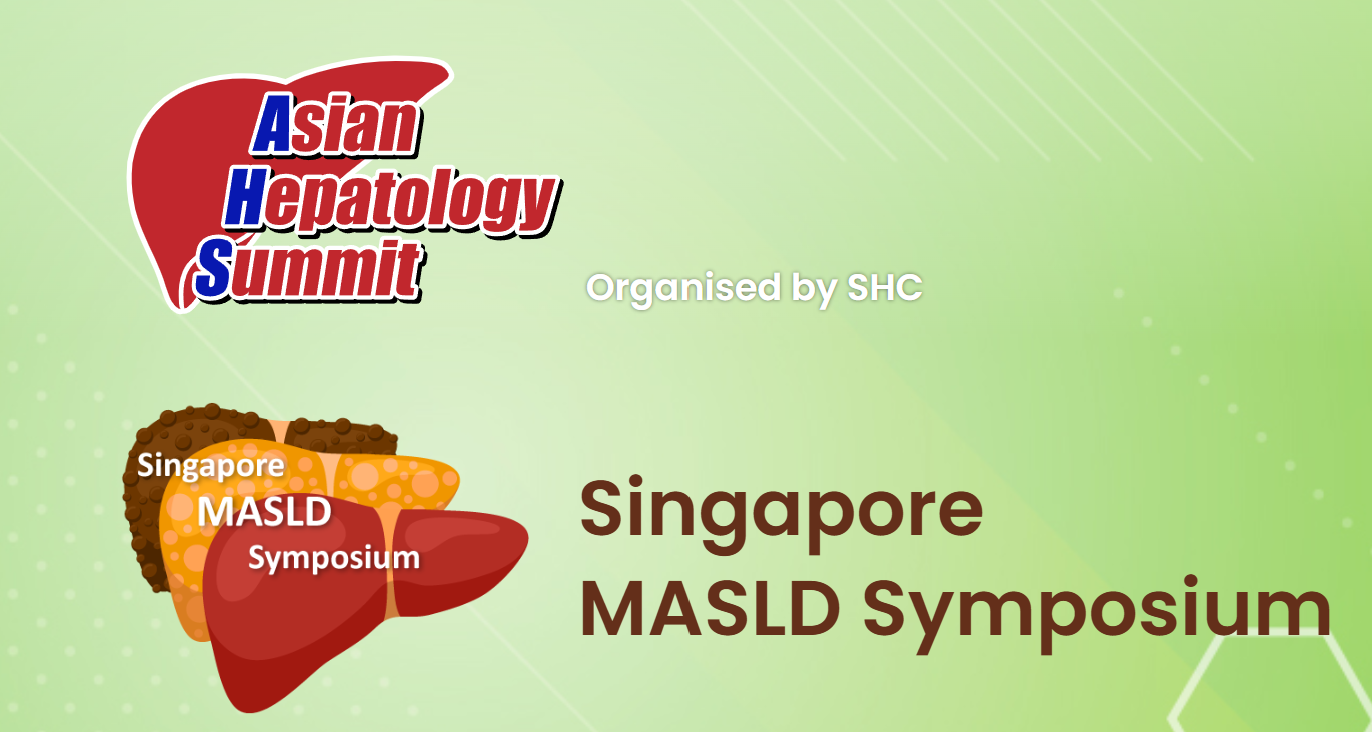 Asian
Hepatology
Summit
Organised by SHC
Singapore
MASLD
Symposium
Singapore
MASLD Symposium